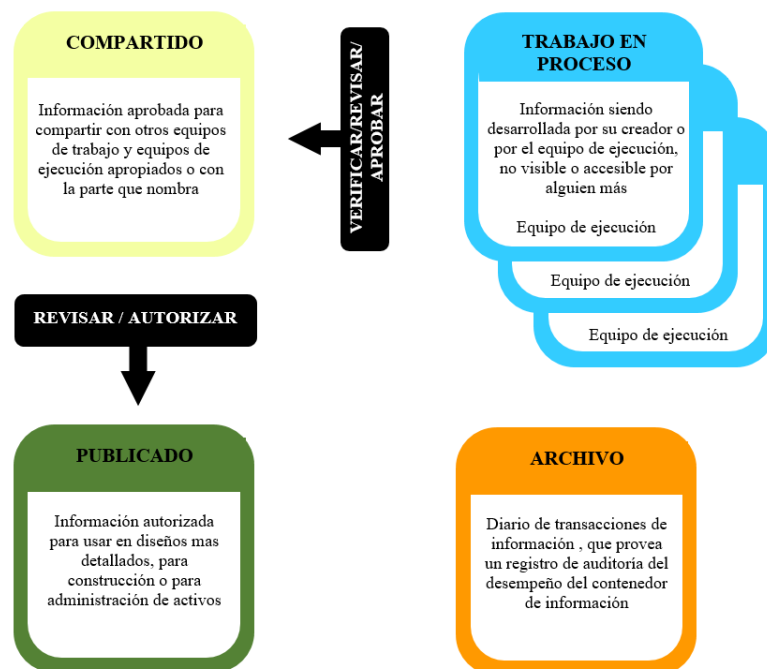 COMPARTIDO
Información aprobada para
compartir con otros equipos
de trabajo y equipos de
ejecución apropiados o con
la parte que nombra
VERIFICAR/REVISAR/
APROBAR
TRABAJO EN
PROCESO
Información siendo
desarrollada por su creador o
por el equipo de ejecución,
no visible o accesible por
alguien más
Equipo de ejecución
Equipo de ejecución
Equipo de ejecución
REVISAR / AUTORIZAR
PUBLICADO
Información autorizada
para usar en diseños mas
detallados, para
construcción o para
administración de activos
ARCHIVO
Diario de transacciones de
información , que provea
un registro de auditoría del
desempeño del contenedor
de información